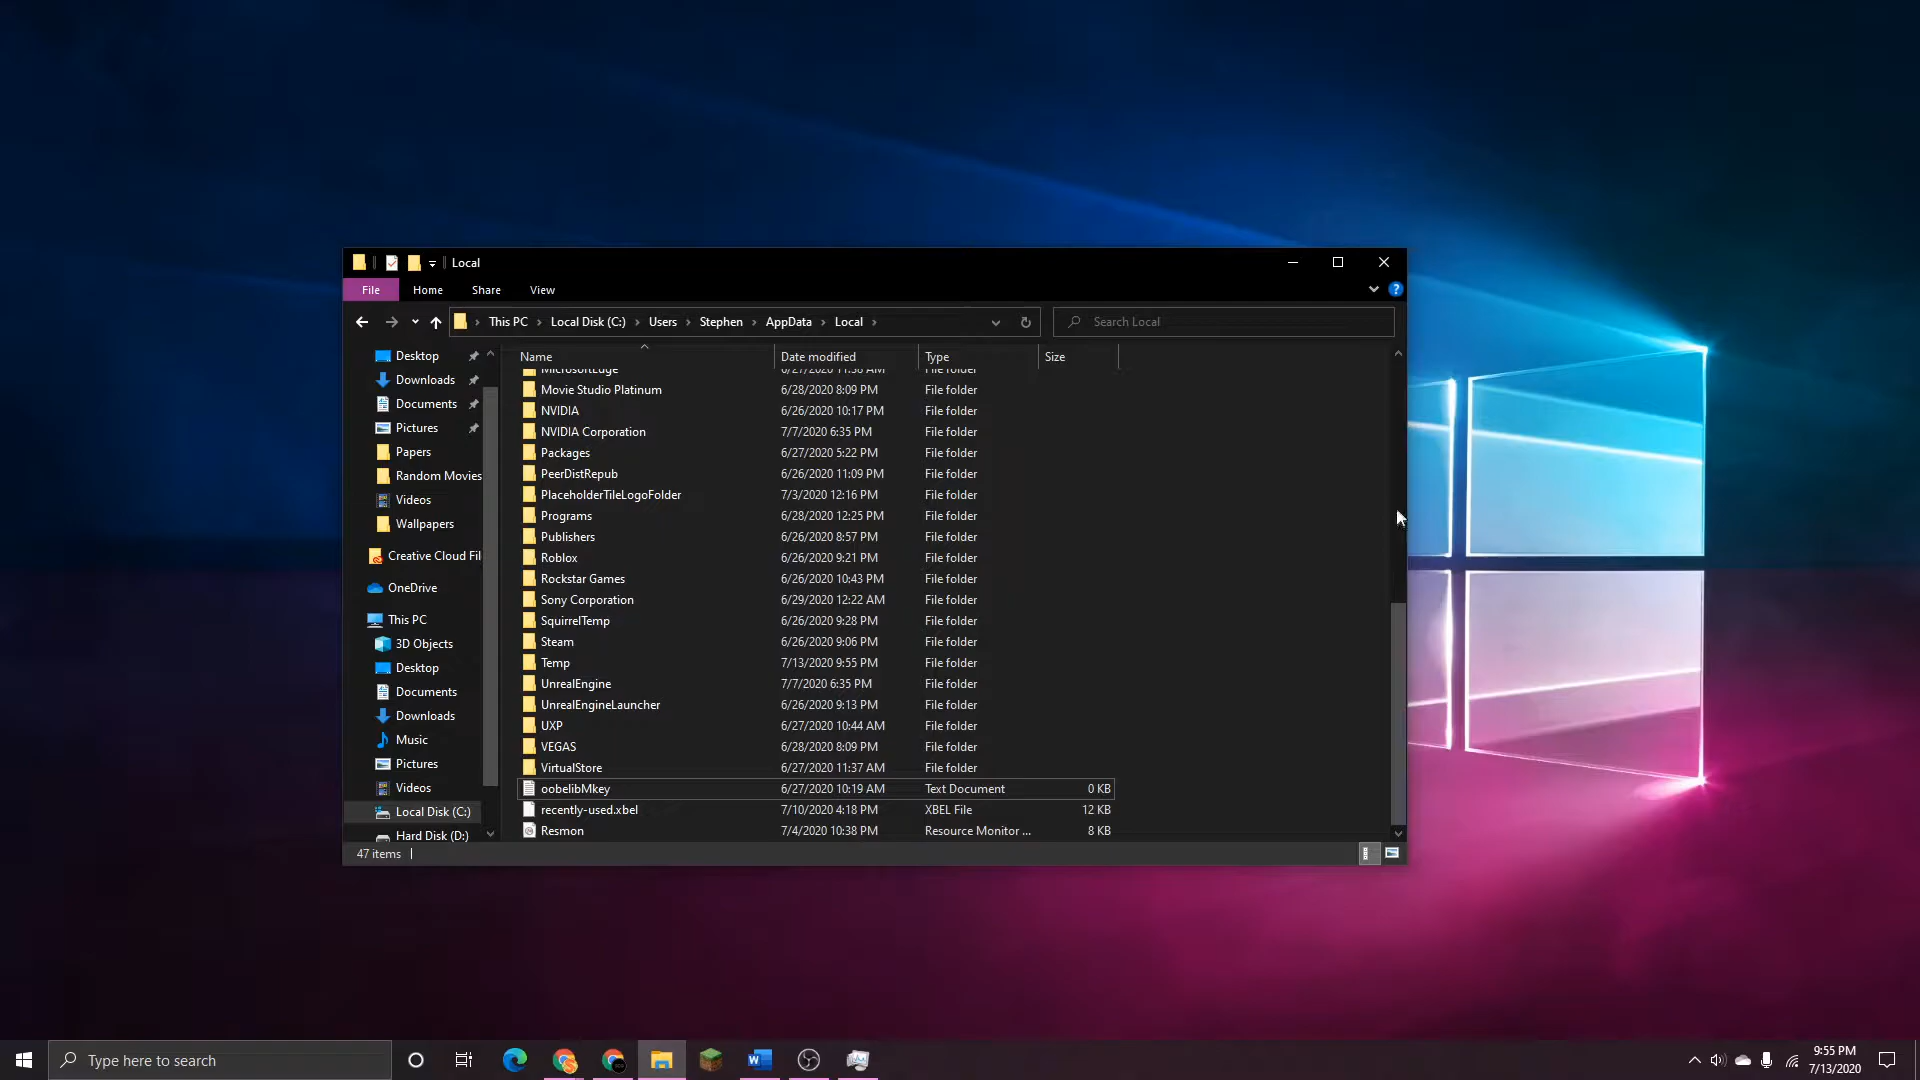 Local
File Home Share View
This PC Local Disk (C:) Users Stephen AppData Local
Search Local
Name Date modified Type Size
Desktop
Downloads
Documents
Pictures
Papers
Random Movies
Videos
Wallpapers
Creative Cloud Fil
OneDrive
This PC
3D Objects
Desktop
Documents
Downloads
Music
Pictures
Videos
Local Disk (C:)
Hard Disk (D:)
MicrosoftEdge 6/27/2020 11:38 AM File folder
Movie Studio Platinum 6/28/2020 8:09 PM File folder
NVIDIA 6/26/2020 10:17 PM File folder
NVIDIA Corporation 7/7/2020 6:35 PM File folder
Packages 6/27/2020 5:22 PM File folder
PeerDistRepub 6/26/2020 11:09 PM File folder
PlaceholderTileLogoFolder 7/3/2020 12:16 PM File folder
Programs 6/28/2020 12:25 PM File folder
Publishers 6/26/2020 8:57 PM File folder
Roblox 6/26/2020 9:21 PM File folder
Rockstar Games 6/26/2020 10:43 PM File folder
Sony Corporation 6/29/2020 12:22 AM File folder
SquirrelTemp 6/26/2020 9:28 PM File folder
Steam 6/26/2020 9:06 PM File folder
Temp 7/13/2020 9:55 PM File folder
UnrealEngine 7/7/2020 6:35 PM File folder
UnrealEngineLauncher 6/26/2020 9:13 PM File folder
UXP 6/27/2020 10:44 AM File folder
VEGAS 6/28/2020 8:09 PM File folder
VirtualStore 6/27/2020 11:37 AM File folder
oobelibMkey 6/27/2020 10:19 AM Text Document 0 KB
recently-used.xbel 7/10/2020 4:18 PM XBEL File 12 KB
Resmon 7/4/2020 10:38 PM Resource Monitor ... 8 KB
47 items
Type here to search
9:55 PM
7/13/2020